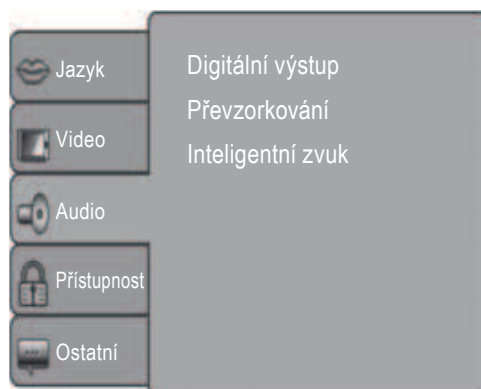 Jazyk
Video
Audio
Přístupnost
Ostatní
Digitální výstup
Převzorkování
Inteligentní zvuk